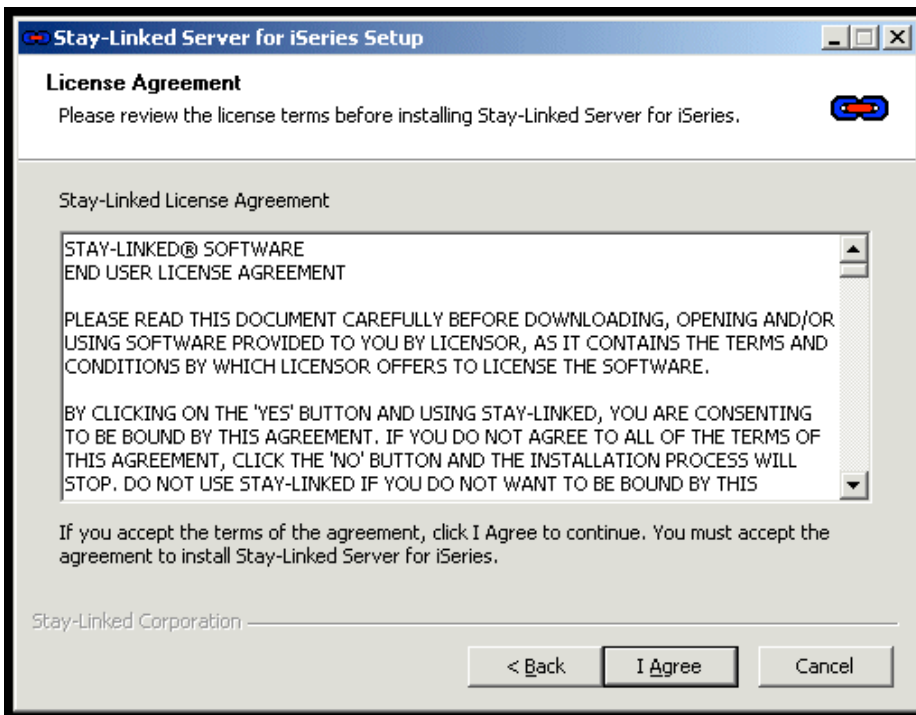 Stay-Linked Server for iSeries Setup
License Agreement
Please review the license terms before installing Stay-Linked Server for iSeries.
Stay-Linked License Agreement
STAY-LINKED® SOFTWARE
END USER LICENSE AGREEMENT
PLEASE READ THIS DOCUMENT CAREFULLY BEFORE DOWNLOADING, OPENING AND/OR
USING SOFTWARE PROVIDED TO YOU BY LICENSOR, AS IT CONTAINS THE TERMS AND
CONDITIONS BY WHICH LICENSOR OFFERS TO LICENSE THE SOFTWARE.
BY CLICKING ON THE 'YES' BUTTON AND USING STAY-LINKED, YOU ARE CONSENTING
TO BE BOUND BY THIS AGREEMENT. IF YOU DO NOT AGREE TO ALL OF THE TERMS OF
THIS AGREEMENT, CLICK THE 'NO' BUTTON AND THE INSTALLATION PROCESS WILL
STOP. DO NOT USE STAY-LINKED IF YOU DO NOT WANT TO BE BOUND BY THIS
If you accept the terms of the agreement, click I Agree to continue. You must accept the
agreement to install Stay-Linked Server for iSeries.
Stay-Linked Corporation
< Back
I Agree
Cancel